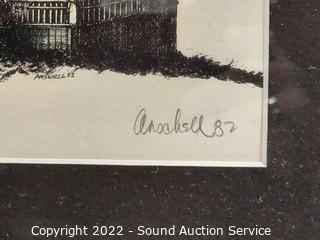 ANSCHELL 82
Anschell 82
Copyright 2022 - Sound Auction Service